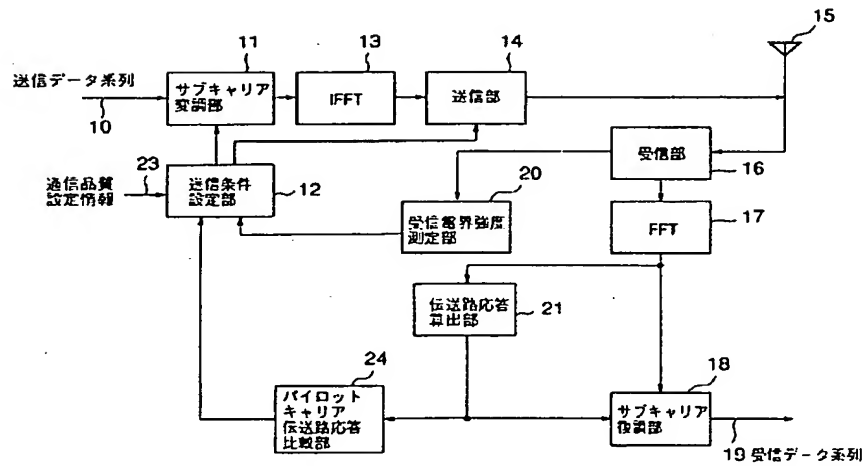 15
11
13
14
送信データ系列
サブキャリア
変調部
IFFT
送信部
10
受信部
16
23
通信品質
設定情報
送信条件
設定部
12
20
受信電界強度
測定部
17
FFT
伝送路応答
算出部
21
24
パイロット
キャリア
伝送路応答
比較部
18
サブキャリア
復調部
19 受信データ系列